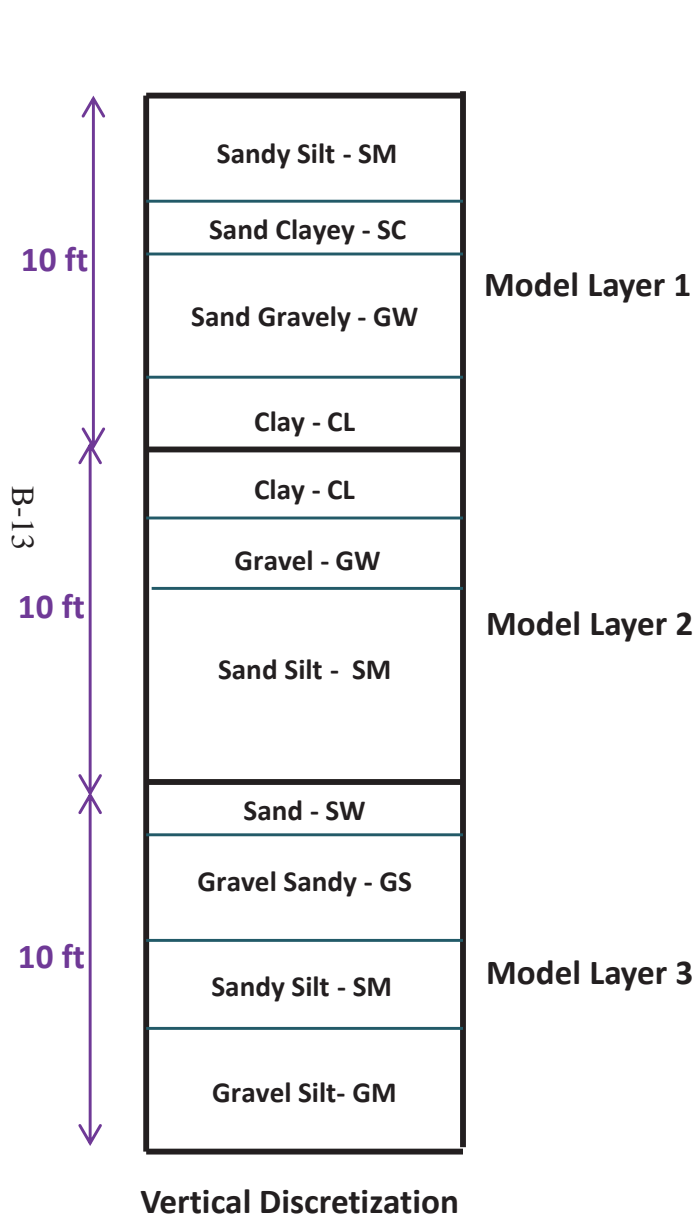 Sandy Silt - SM
Sand Clayey - SC
10 ft
Model Layer 1
Sand Gravely - GW
Clay - CL
Clay - CL
B-13
Gravel - GW
10 ft
Model Layer 2
Sand Silt -  SM
Sand - SW
Gravel Sandy - GS
10 ft
Model Layer 3
Sandy Silt - SM
Gravel Silt- GM
Vertical Discretization